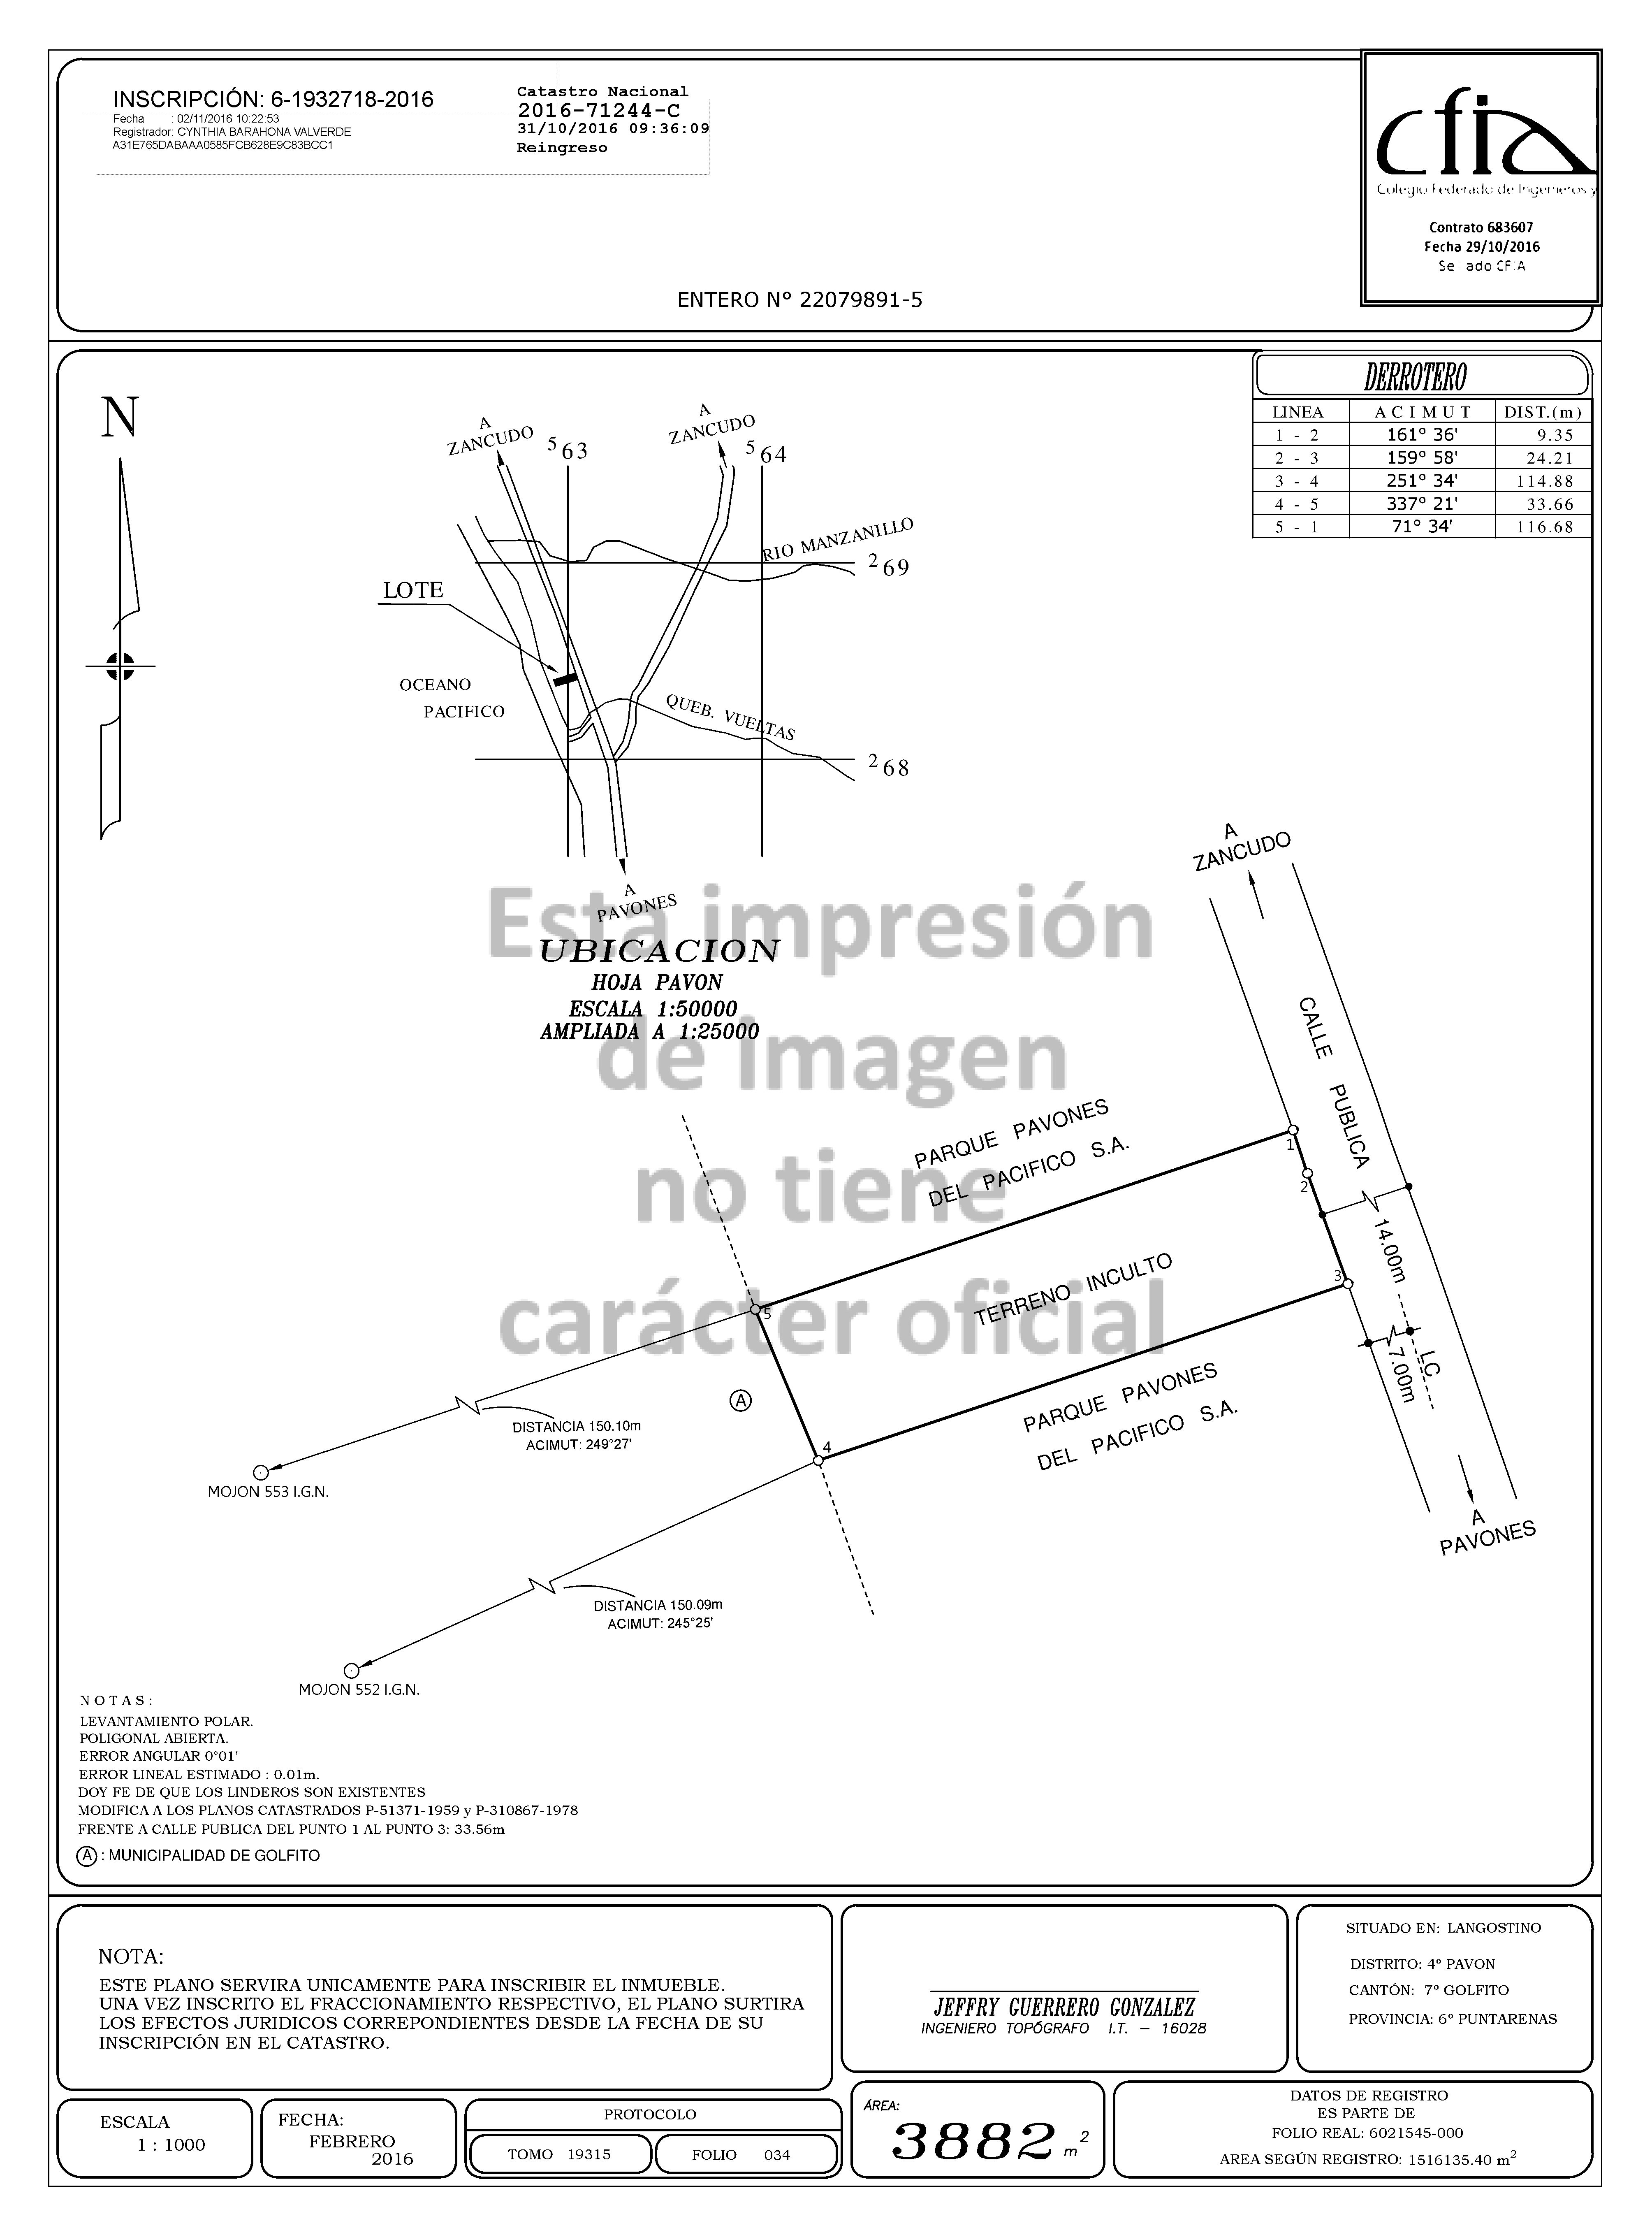 INSCRIPCIÓN: 6-1932718-2016
Fecha : 02/11/2016 10:22:53
Registrador: CYNTHIA BARAHONA VALVERDE
A31E765DABAAA0585FCB628E9C83BCC1
Catastro Nacional
2016-71244-C
31/10/2016 09:36:09
Reingreso
cfia
Colegio Federado de Ingenieros y
Contrato 683607
Fecha 29/10/2016
Se ado CFIA
ENTERO N° 22079891-5
DERROTERO
LINEA ACIMUT DIST.(m)
1 - 2 161° 36' 9.35
2 - 3 159° 58' 24.21
3 - 4 251° 34' 114.88
4 - 5 337° 21' 33.66
5 - 1 71° 34' 116.68
N
A
ZANCUDO
A
ZANCUDO
5 63
5 64
RIO MANZANILLO
2 69
LOTE
OCEANO
PACIFICO
QUEB. VUELTAS
2 68
A
PAVONES
UBICACION
HOJA PAVON
ESCALA 1:50000
AMPLIADA A 1:25000
Esta impresión
de Imagen
no tiene
carácter oficial
A
ZANCUDO
CALLE PUBLICA
PARQUE PAVONES
DEL PACIFICO S.A.
1
2
14.00m
TERRENO INCULTO
3
5
LC
7.00m
PARQUE PAVONES
DEL PACIFICO S.A.
A
4
DISTANCIA 150.10m
ACIMUT: 249°27'
MOJON 553 I.G.N.
A
PAVONES
DISTANCIA 150.09m
ACIMUT: 245°25'
MOJON 552 I.G.N.
NOTAS:
LEVANTAMIENTO POLAR.
POLIGONAL ABIERTA.
ERROR ANGULAR 0°01'
ERROR LINEAL ESTIMADO : 0.01m.
DOY FE DE QUE LOS LINDEROS SON EXISTENTES
MODIFICA A LOS PLANOS CATASTRADOS P-51371-1959 y P-310867-1978
FRENTE A CALLE PUBLICA DEL PUNTO 1 AL PUNTO 3: 33.56m
A : MUNICIPALIDAD DE GOLFITO
NOTA:
ESTE PLANO SERVIRA UNICAMENTE PARA INSCRIBIR EL INMUEBLE.
UNA VEZ INSCRITO EL FRACCIONAMIENTO RESPECTIVO, EL PLANO SURTIRA
LOS EFECTOS JURIDICOS CORREPONDIENTES DESDE LA FECHA DE SU
INSCRIPCIÓN EN EL CATASTRO.
JEFFRY GUERRERO GONZALEZ
INGENIERO TOPÓGRAFO I.T. - 16028
SITUADO EN: LANGOSTINO
DISTRITO: 4º PAVON
CANTÓN: 7º GOLFITO
PROVINCIA: 6º PUNTARENAS
ESCALA
1 : 1000
FECHA:
FEBRERO
2016
PROTOCOLO
TOMO 19315
FOLIO 034
ÁREA:
3882 m2
DATOS DE REGISTRO
ES PARTE DE
FOLIO REAL: 6021545-000
AREA SEGÚN REGISTRO: 1516135.40 m2